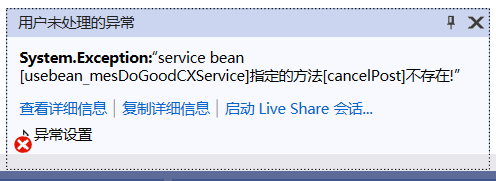 用户未处理的异常
System.Exception:“service bean
[usebean_mesDoGoodCXService]指定的方法[cancelPost]不存在!”
查看详细信息 | 复制详细信息 | 启动 Live Share 会话...
异常设置